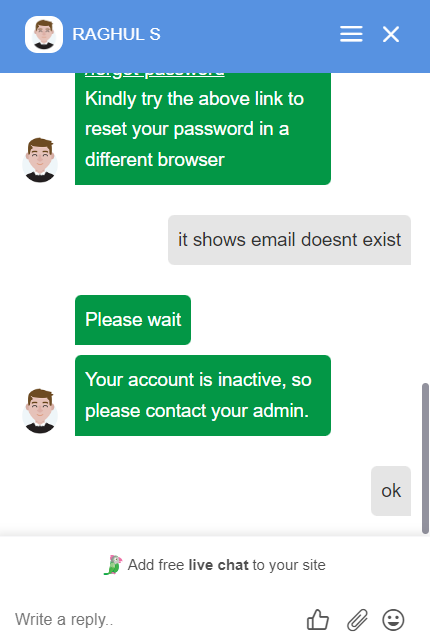 RAGHUL S
forgot-password
Kindly try the above link to
reset your password in a
different browser
it shows email doesnt exist
Please wait
Your account is inactive, so
please contact your admin.
ok
Add free live chat to your site
Write a reply..